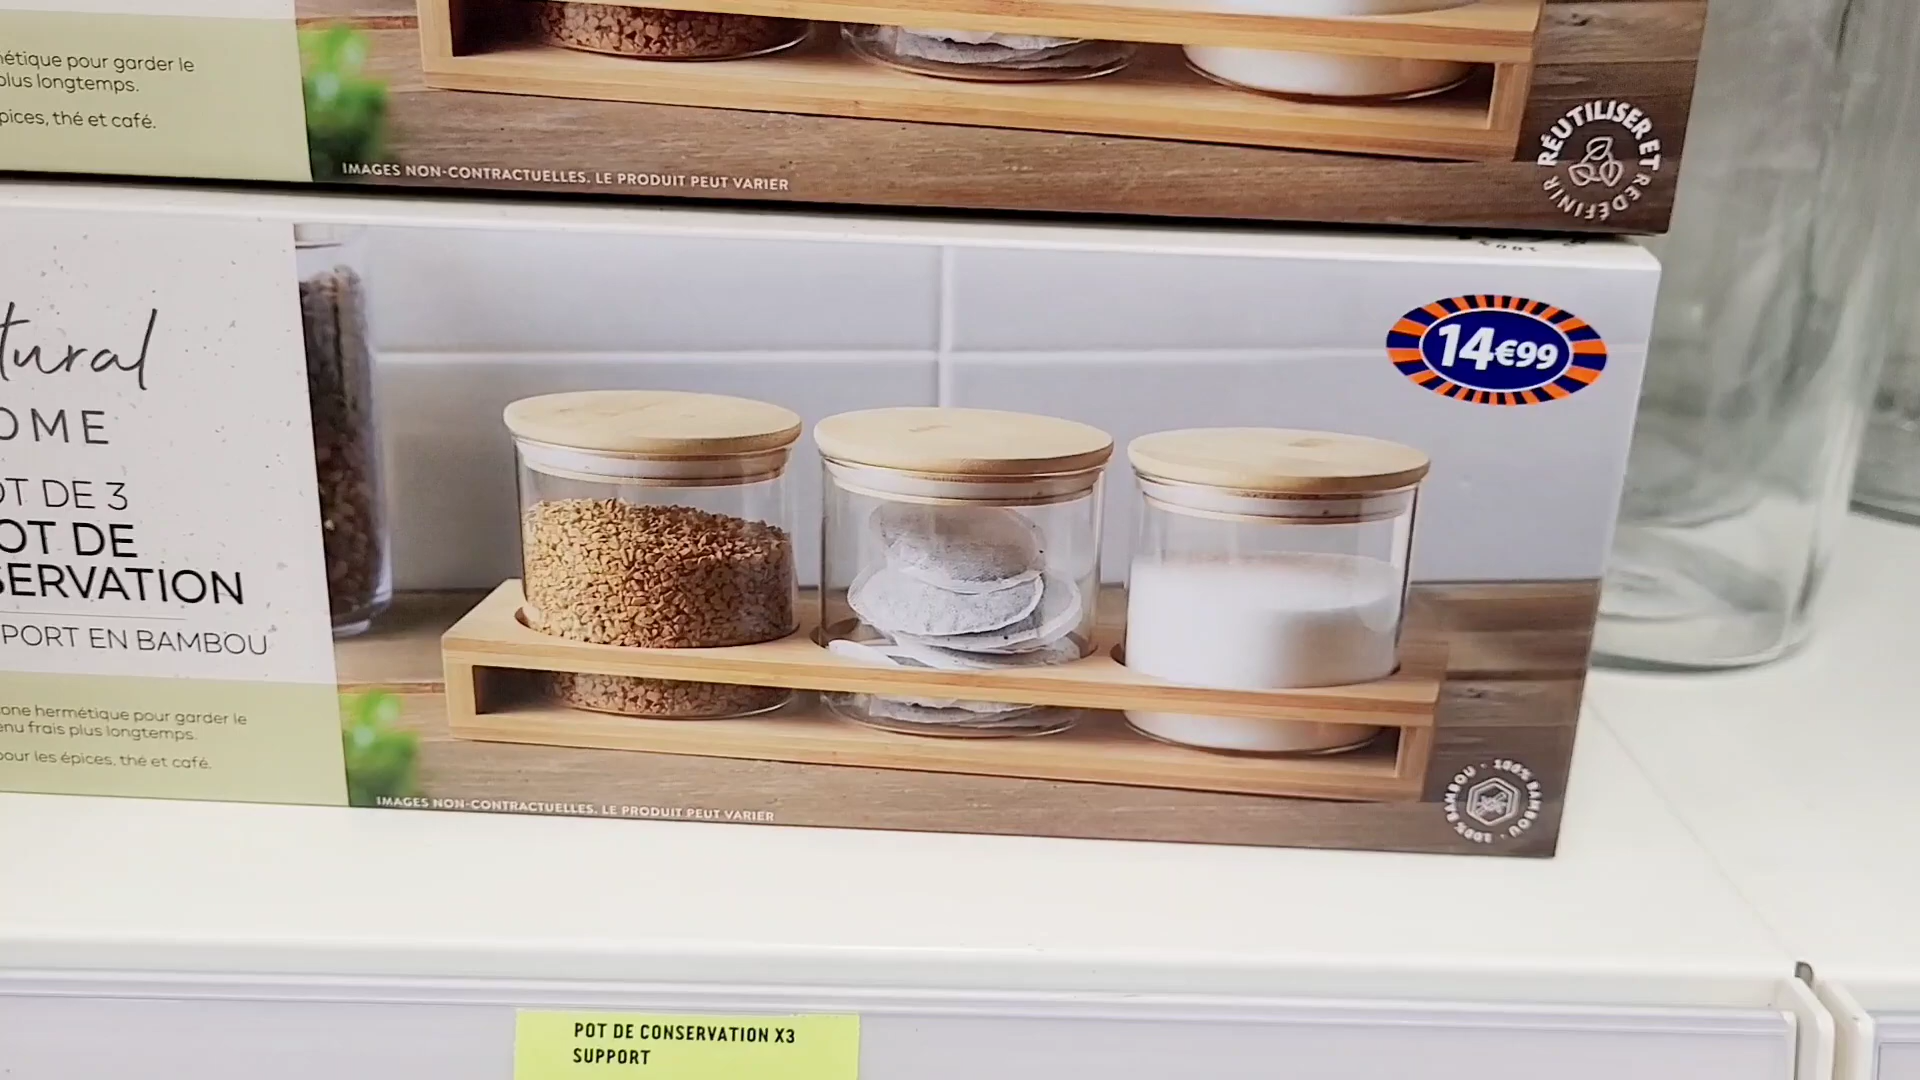 étique pour garder le
plus longtemps.
pices, thé et café.
IMAGES NON-CONTRACTUELLES. LE PRODUIT PEUT VARIER
RÉUTILISER ET REDÉFINIR
tural
OME
OT DE 3
OT DE
SERVATION
PORT EN BAMBOU
one hermétique pour garder le
enu frais plus longtemps.
pour les épices, thé et café.
14€99
IMAGES NON-CONTRACTUELLES. LE PRODUIT PEUT VARIER
100% BAMBOU · 100% BAMBOU ·
POT DE CONSERVATION X3
SUPPORT